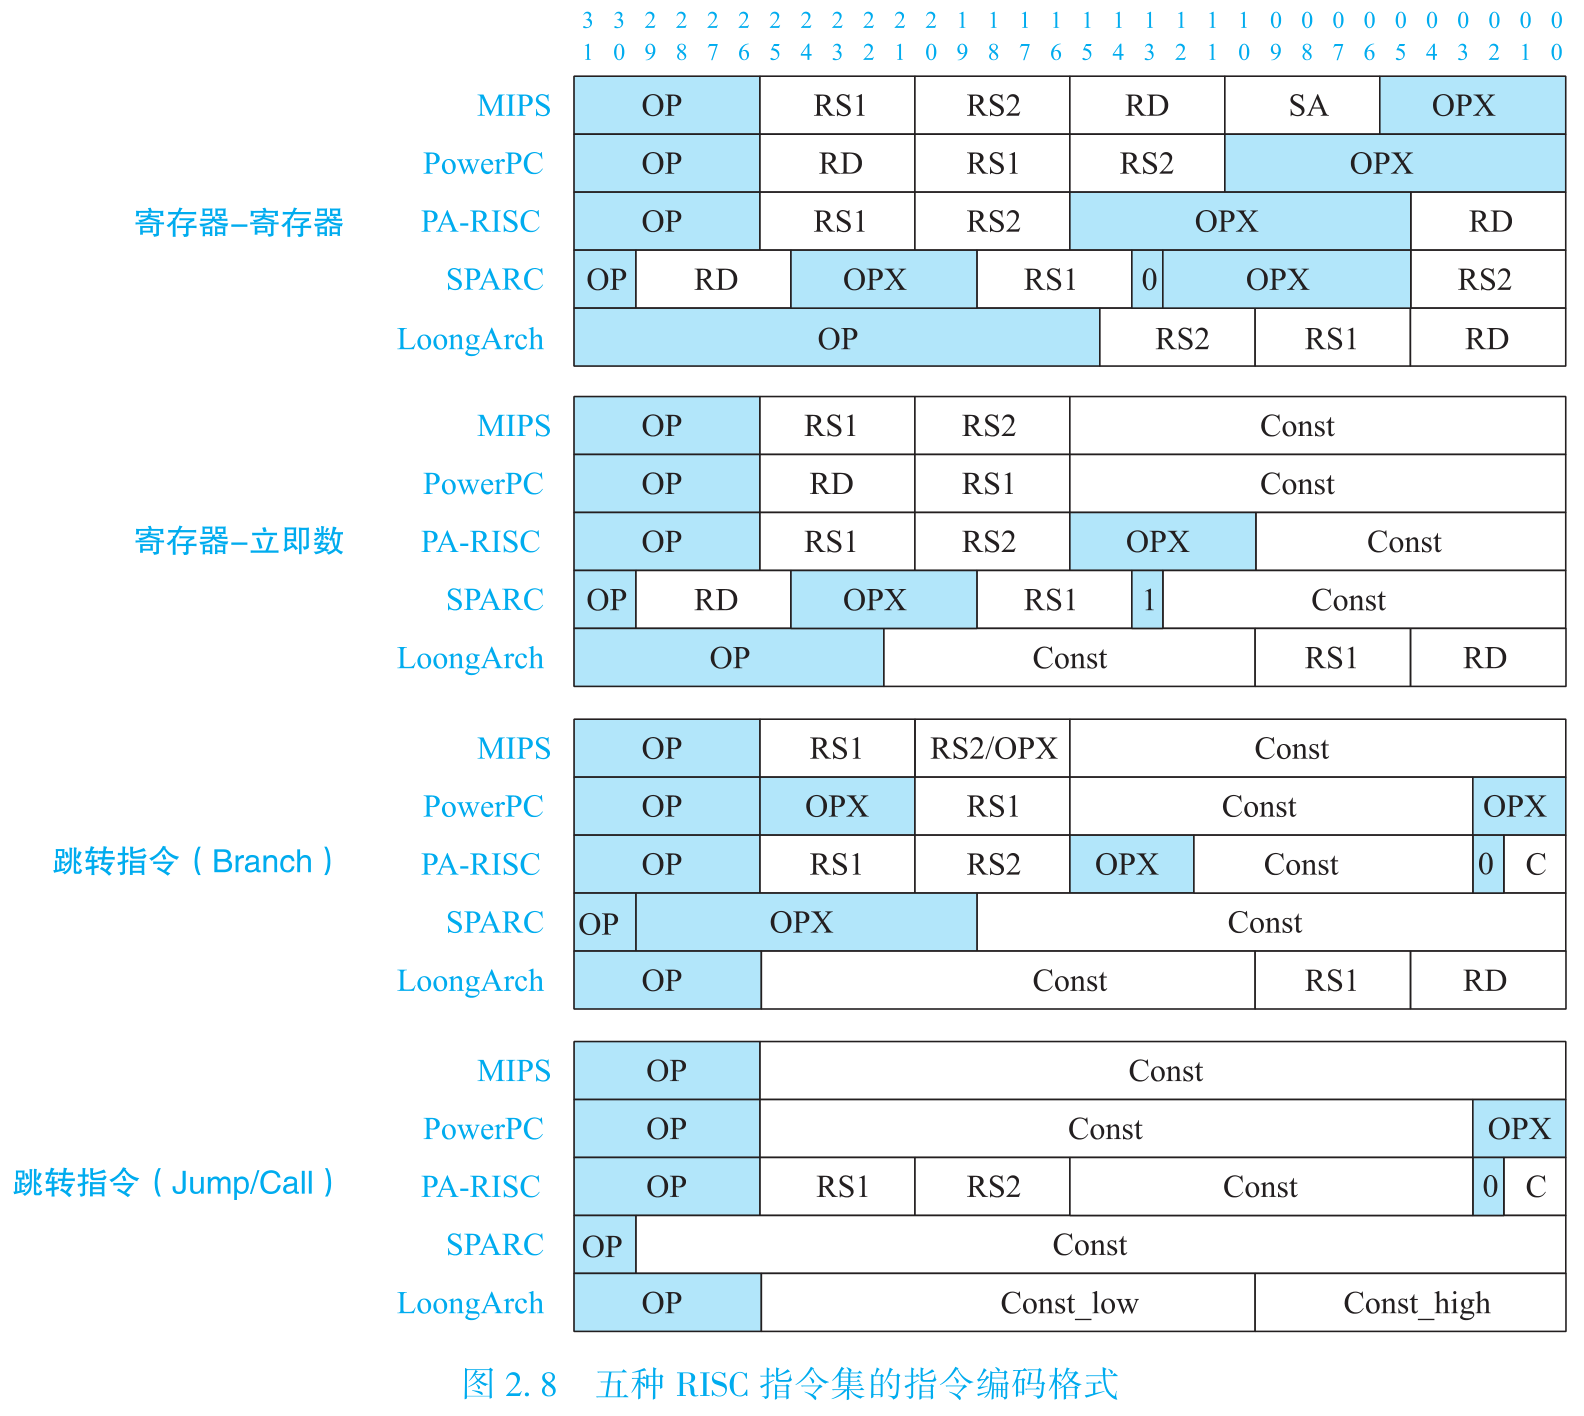 3 3 2 2 2 2 2 2 2 2 2 2 1 1 1 1 1 1 1 1 1 1 0 0 0 0 0 0 0 0 0 0
1 0 9 8 7 6 5 4 3 2 1 0 9 8 7 6 5 4 3 2 1 0 9 8 7 6 5 4 3 2 1 0
MIPS OP RS1 RS2 RD SA OPX
PowerPC OP RD RS1 RS2 OPX
寄存器-寄存器 PA-RISC OP RS1 RS2 OPX RD
SPARC OP RD OPX RS1 0 OPX RS2
LoongArch OP RS2 RS1 RD
MIPS OP RS1 RS2 Const
PowerPC OP RD RS1 Const
寄存器-立即数 PA-RISC OP RS1 RS2 OPX Const
SPARC OP RD OPX RS1 1 Const
LoongArch OP Const RS1 RD
MIPS OP RS1 RS2/OPX Const
PowerPC OP OPX RS1 Const OPX
跳转指令（Branch） PA-RISC OP RS1 RS2 OPX Const 0 C
SPARC OP OPX Const
LoongArch OP Const RS1 RD
MIPS OP Const
PowerPC OP Const OPX
跳转指令（Jump/Call） PA-RISC OP RS1 RS2 Const 0 C
SPARC OP Const
LoongArch OP Const_low Const_high
图 2. 8 五种 RISC 指令集的指令编码格式